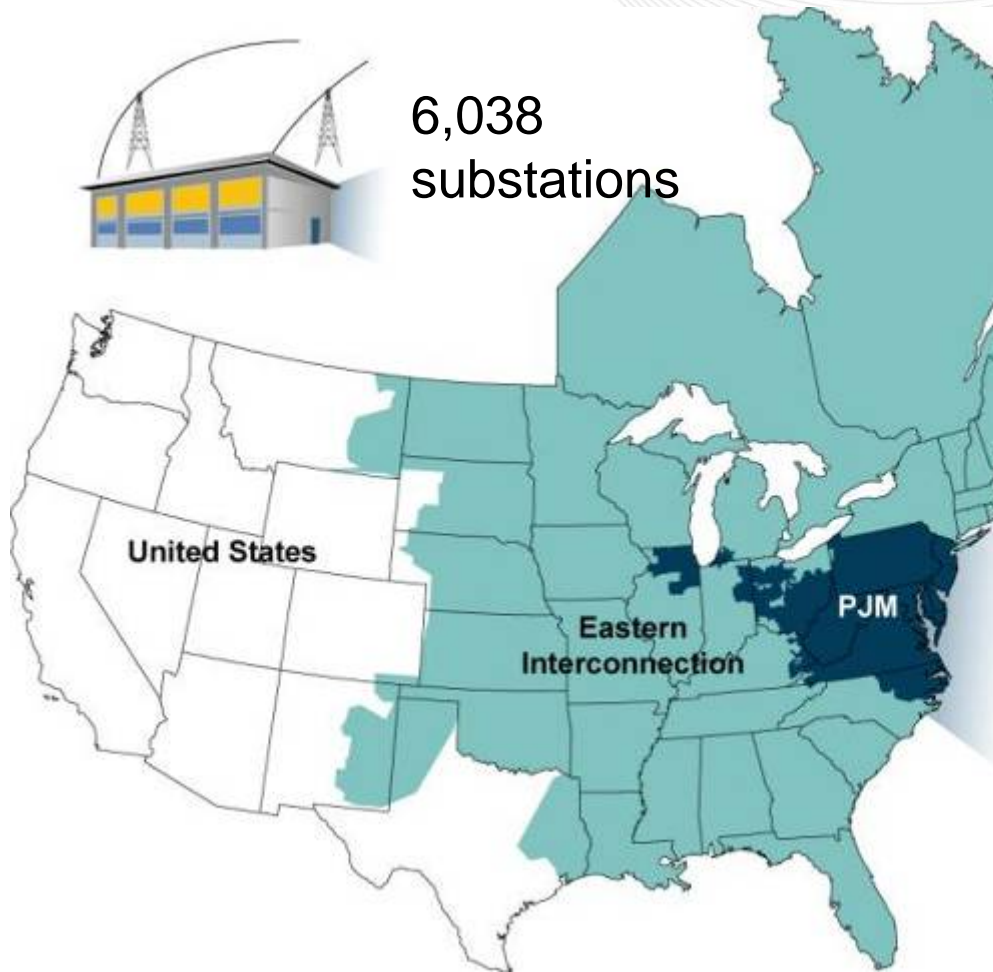 6,038
substations
United States
Eastern
Interconnection
PJM